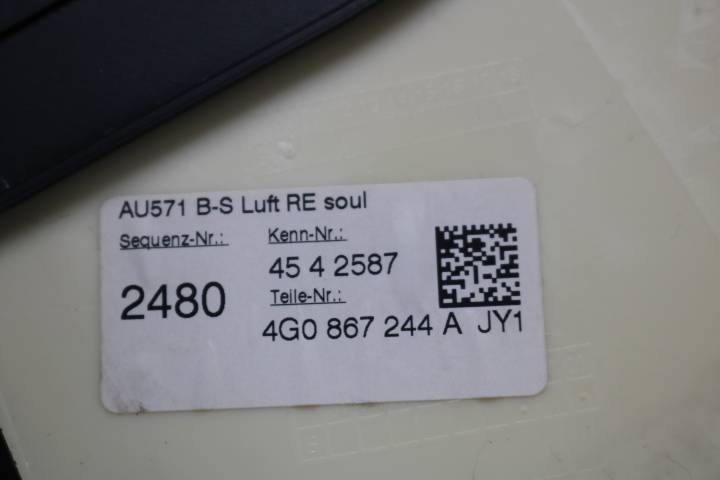 AU571 B-S Luft RE soul
Sequenz-Nr.: Kenn-Nr.:
45 4 2587
2480
Teile-Nr.:
4G0 867 244 A JY1